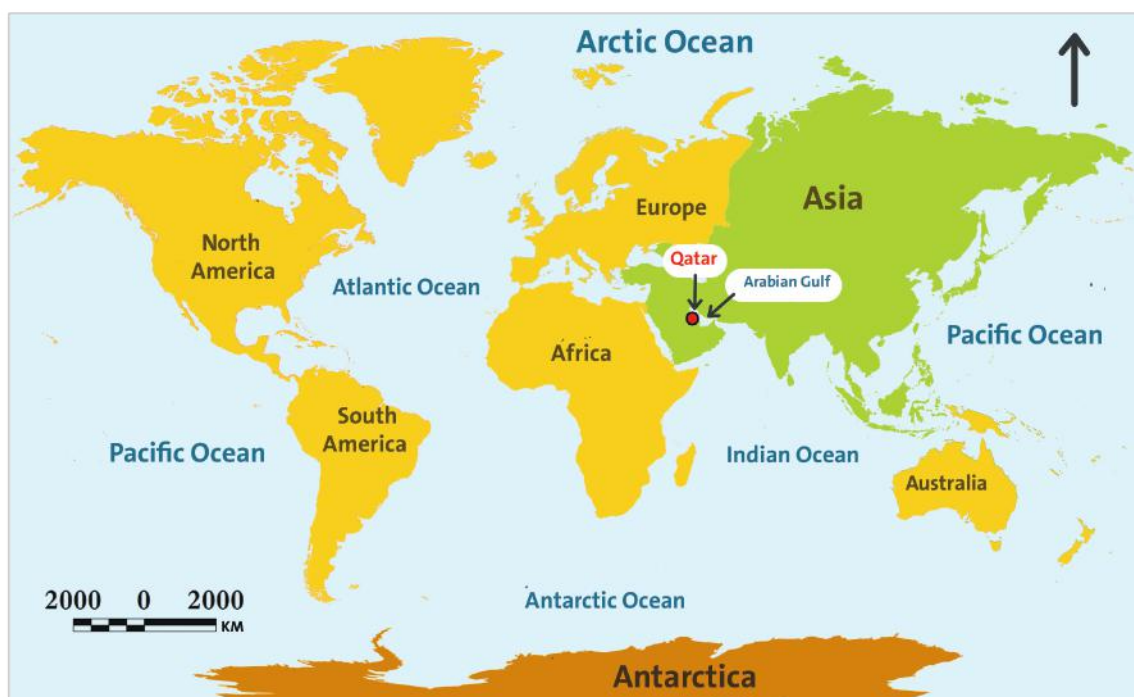 Arctic Ocean
Europe
Asia
North
America
Qatar
Arabian Gulf
Atlantic Ocean
Pacific Ocean
Africa
South
America
Pacific Ocean
Indian Ocean
Australia
2000 0 2000
KM
Antarctic Ocean
Antarctica